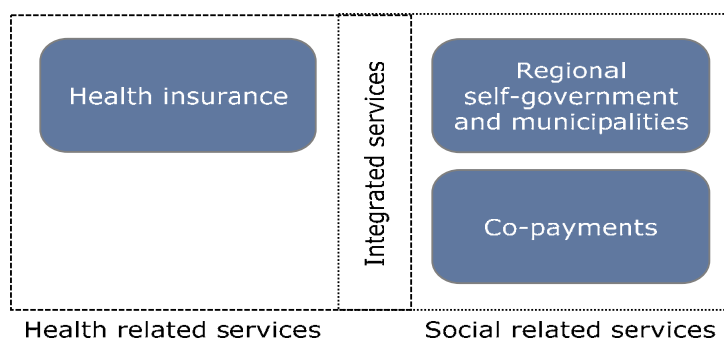 Health insurance
Integrated services
Regional
self-government
and municipalities
Co-payments
Health related services
Social related services